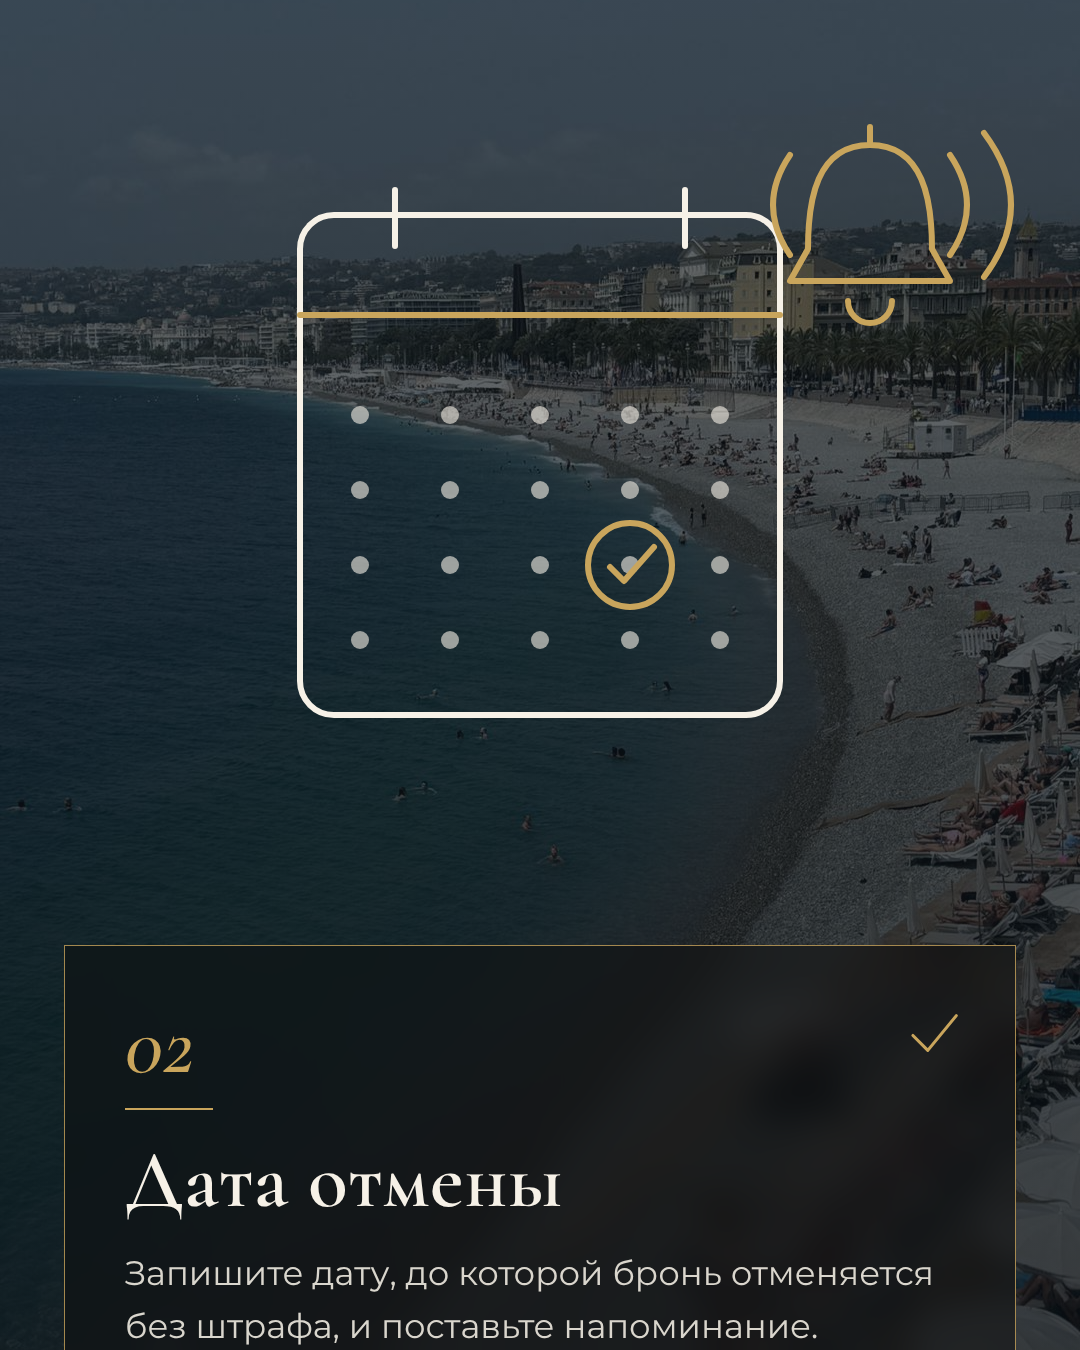 02
Дата отмены
Запишите дату, до которой бронь отменяется
без штрафа, и поставьте напоминание.